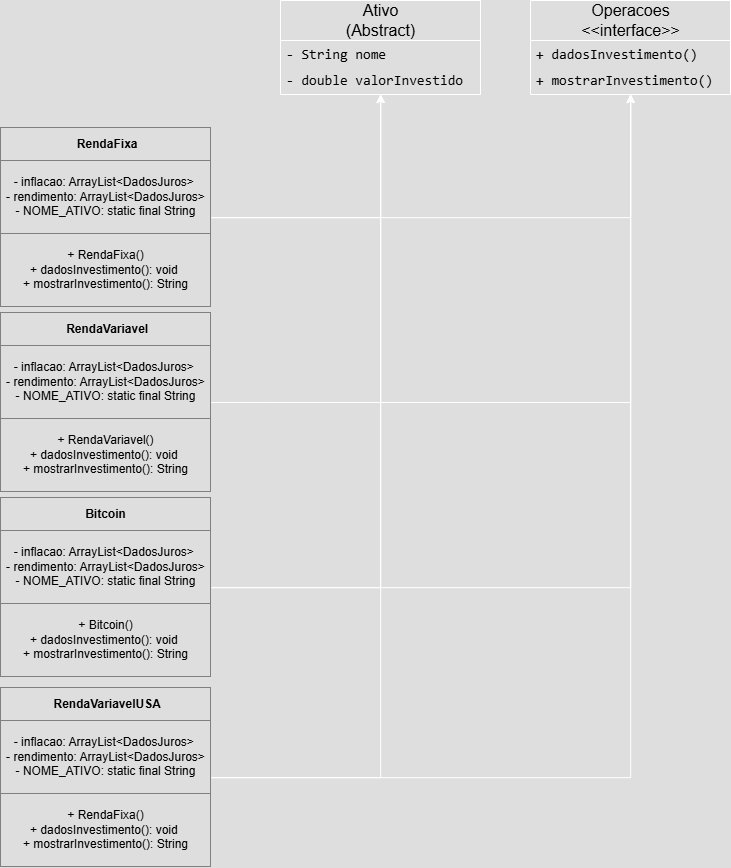 Ativo
(Abstract)
- String nome
- double valorInvestido
Operacoes
<<interface>>
+ dadosInvestimento()
+ mostrarInvestimento()
RendaFixa
- inflacao: ArrayList<DadosJuros>
- rendimento: ArrayList<DadosJuros>
- NOME_ATIVO: static final String
+ RendaFixa()
+ dadosInvestimento(): void
+ mostrarInvestimento(): String
RendaVariavel
- inflacao: ArrayList<DadosJuros>
- rendimento: ArrayList<DadosJuros>
- NOME_ATIVO: static final String
+ RendaVariavel()
+ dadosInvestimento(): void
+ mostrarInvestimento(): String
Bitcoin
- inflacao: ArrayList<DadosJuros>
- rendimento: ArrayList<DadosJuros>
- NOME_ATIVO: static final String
+ Bitcoin()
+ dadosInvestimento(): void
+ mostrarInvestimento(): String
RendaVariavelUSA
- inflacao: ArrayList<DadosJuros>
- rendimento: ArrayList<DadosJuros>
- NOME_ATIVO: static final String
+ RendaFixa()
+ dadosInvestimento(): void
+ mostrarInvestimento(): String